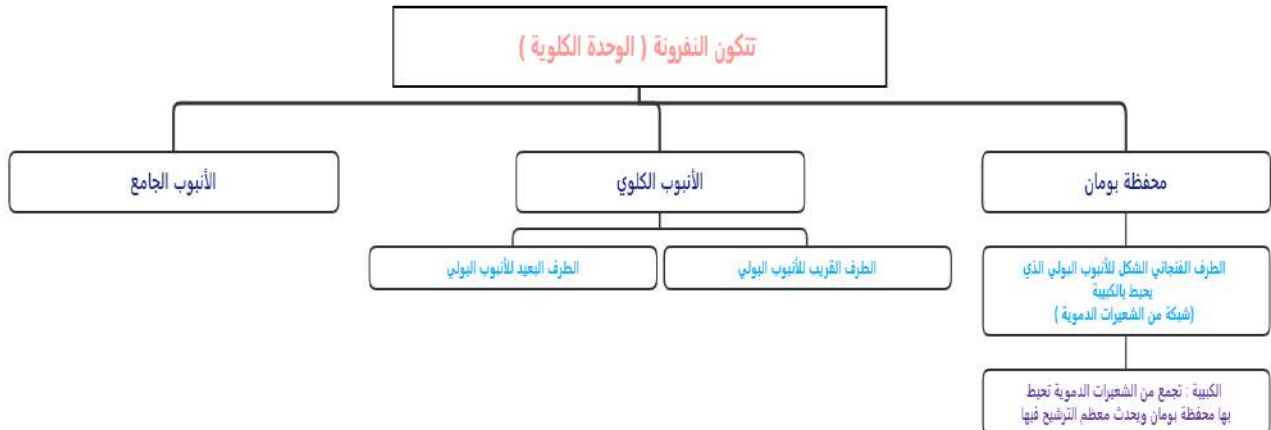 تتكون النفرونة ( الوحدة الكلوية )
محفظة بومان
الأنبوب الكلوي
الأنبوب الجامع
الطرف الفنجاني الشكل للأنبوب البولي الذي
يحيط بالكبيبة
(شبكة من الشعيرات الدموية )
الطرف القريب للأنبوب البولي
الطرف البعيد للأنبوب البولي
الكبيبة : تجمع من الشعيرات الدموية تحيط
بها محفظة بومان ويحدث معظم الترشيح فيها